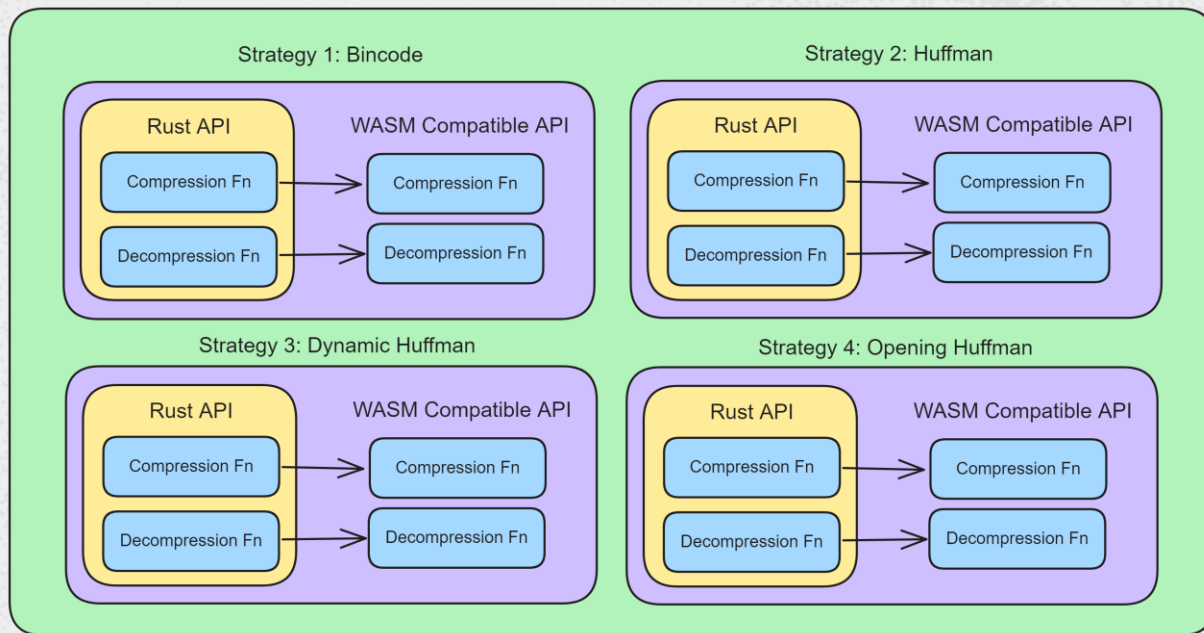 Strategy 1: Bincode
Rust API
WASM Compatible API
Compression Fn
Compression Fn
Decompression Fn
Decompression Fn
Strategy 2: Huffman
Rust API
WASM Compatible API
Compression Fn
Compression Fn
Decompression Fn
Decompression Fn
Strategy 3: Dynamic Huffman
Rust API
WASM Compatible API
Compression Fn
Compression Fn
Decompression Fn
Decompression Fn
Strategy 4: Opening Huffman
Rust API
WASM Compatible API
Compression Fn
Compression Fn
Decompression Fn
Decompression Fn